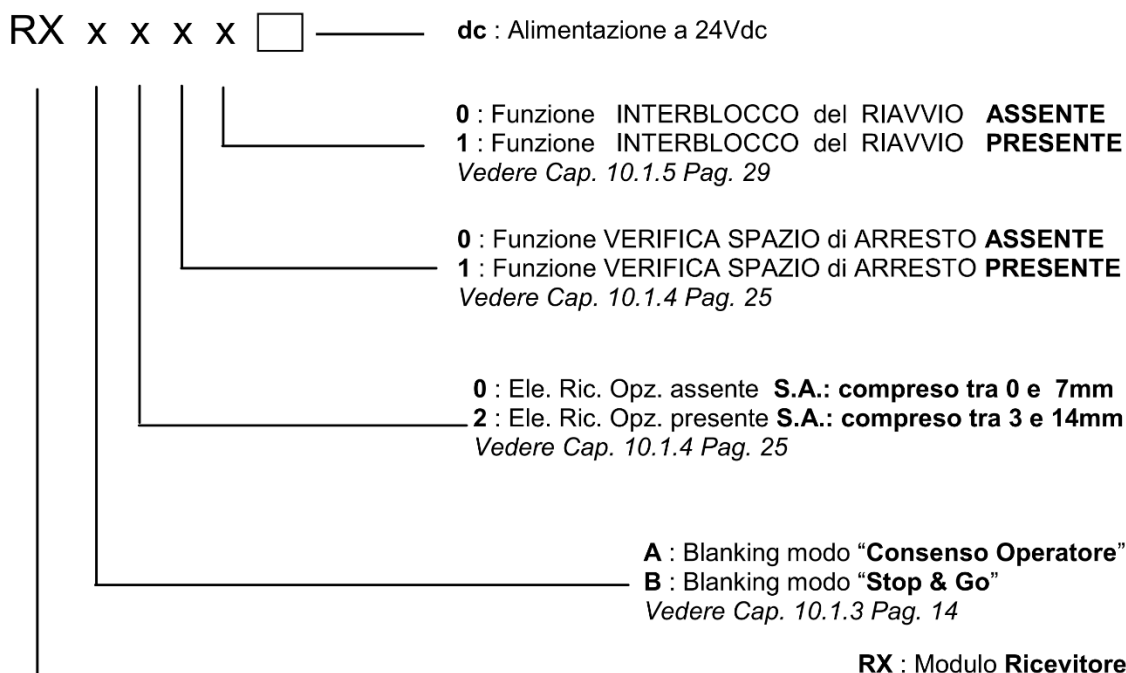 RX x x x x dc : Alimentazione a 24Vdc
0 : Funzione INTERBLOCCO del RIAVVIO ASSENTE
1 : Funzione INTERBLOCCO del RIAVVIO PRESENTE
Vedere Cap. 10.1.5 Pag. 29
0 : Funzione VERIFICA SPAZIO di ARRESTO ASSENTE
1 : Funzione VERIFICA SPAZIO di ARRESTO PRESENTE
Vedere Cap. 10.1.4 Pag. 25
0 : Ele. Ric. Opz. assente S.A.: compreso tra 0 e 7mm
2 : Ele. Ric. Opz. presente S.A.: compreso tra 3 e 14mm
Vedere Cap. 10.1.4 Pag. 25
A : Blanking modo “Consenso Operatore”
B : Blanking modo “Stop & Go”
Vedere Cap. 10.1.3 Pag. 14
RX : Modulo Ricevitore